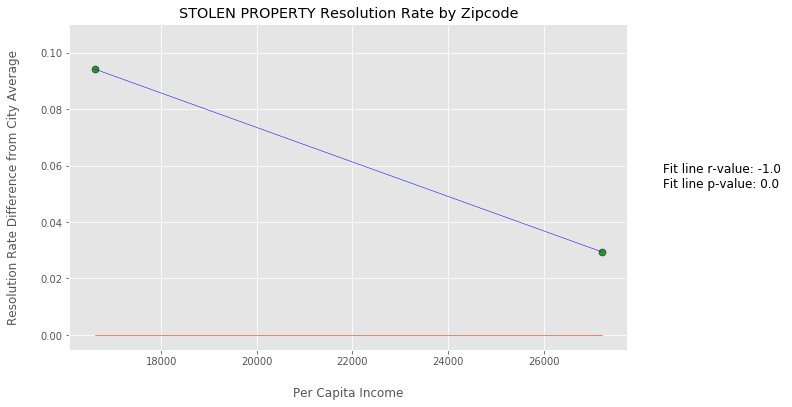 STOLEN PROPERTY Resolution Rate by Zipcode
Resolution Rate Difference from City Average
0.10
0.08
0.06
0.04
0.02
0.00
18000
20000
22000
24000
26000
Per Capita Income
Fit line r-value: -1.0
Fit line p-value: 0.0